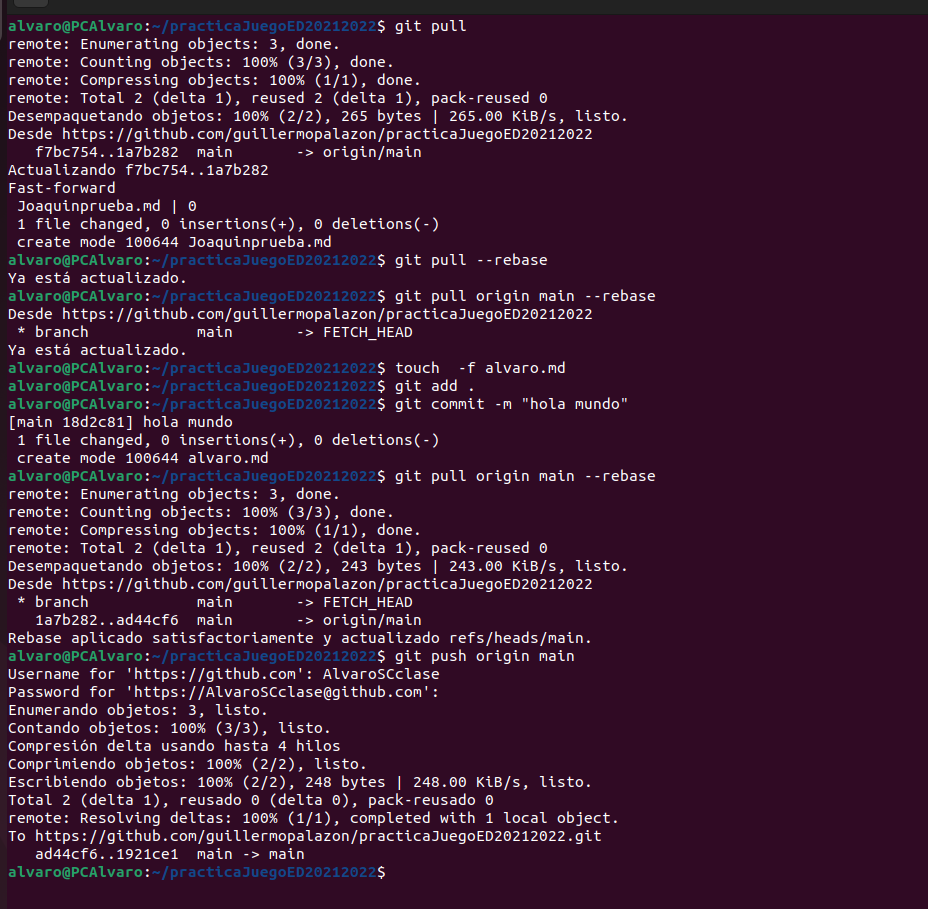 alvaro@PCAlvaro:~/practicaJuegoED20212022$ git pull
remote: Enumerating objects: 3, done.
remote: Counting objects: 100% (3/3), done.
remote: Compressing objects: 100% (1/1), done.
remote: Total 2 (delta 1), reused 2 (delta 1), pack-reused 0
Desempaquetando objetos: 100% (2/2), 265 bytes | 265.00 KiB/s, listo.
Desde https://github.com/guillermopalazon/practicaJuegoED20212022
   f7bc754..1a7b282  main       -> origin/main
Actualizando f7bc754..1a7b282
Fast-forward
 Joaquinprueba.md | 0
 1 file changed, 0 insertions(+), 0 deletions(-)
 create mode 100644 Joaquinprueba.md
alvaro@PCAlvaro:~/practicaJuegoED20212022$ git pull --rebase
Ya está actualizado.
alvaro@PCAlvaro:~/practicaJuegoED20212022$ git pull origin main --rebase
Desde https://github.com/guillermopalazon/practicaJuegoED20212022
 * branch            main       -> FETCH_HEAD
Ya está actualizado.
alvaro@PCAlvaro:~/practicaJuegoED20212022$ touch  -f alvaro.md
alvaro@PCAlvaro:~/practicaJuegoED20212022$ git add .
alvaro@PCAlvaro:~/practicaJuegoED20212022$ git commit -m "hola mundo"
[main 18d2c81] hola mundo
 1 file changed, 0 insertions(+), 0 deletions(-)
 create mode 100644 alvaro.md
alvaro@PCAlvaro:~/practicaJuegoED20212022$ git pull origin main --rebase
remote: Enumerating objects: 3, done.
remote: Counting objects: 100% (3/3), done.
remote: Compressing objects: 100% (1/1), done.
remote: Total 2 (delta 1), reused 2 (delta 1), pack-reused 0
Desempaquetando objetos: 100% (2/2), 243 bytes | 243.00 KiB/s, listo.
Desde https://github.com/guillermopalazon/practicaJuegoED20212022
 * branch            main       -> FETCH_HEAD
   1a7b282..ad44cf6  main       -> origin/main
Rebase aplicado satisfactoriamente y actualizado refs/heads/main.
alvaro@PCAlvaro:~/practicaJuegoED20212022$ git push origin main
Username for 'https://github.com': AlvaroSCclase
Password for 'https://AlvaroSCclase@github.com':
Enumerando objetos: 3, listo.
Contando objetos: 100% (3/3), listo.
Compresión delta usando hasta 4 hilos
Comprimiendo objetos: 100% (2/2), listo.
Escribiendo objetos: 100% (2/2), 248 bytes | 248.00 KiB/s, listo.
Total 2 (delta 1), reusado 0 (delta 0), pack-reusado 0
remote: Resolving deltas: 100% (1/1), completed with 1 local object.
To https://github.com/guillermopalazon/practicaJuegoED20212022.git
   ad44cf6..1921ce1  main -> main
alvaro@PCAlvaro:~/practicaJuegoED20212022$